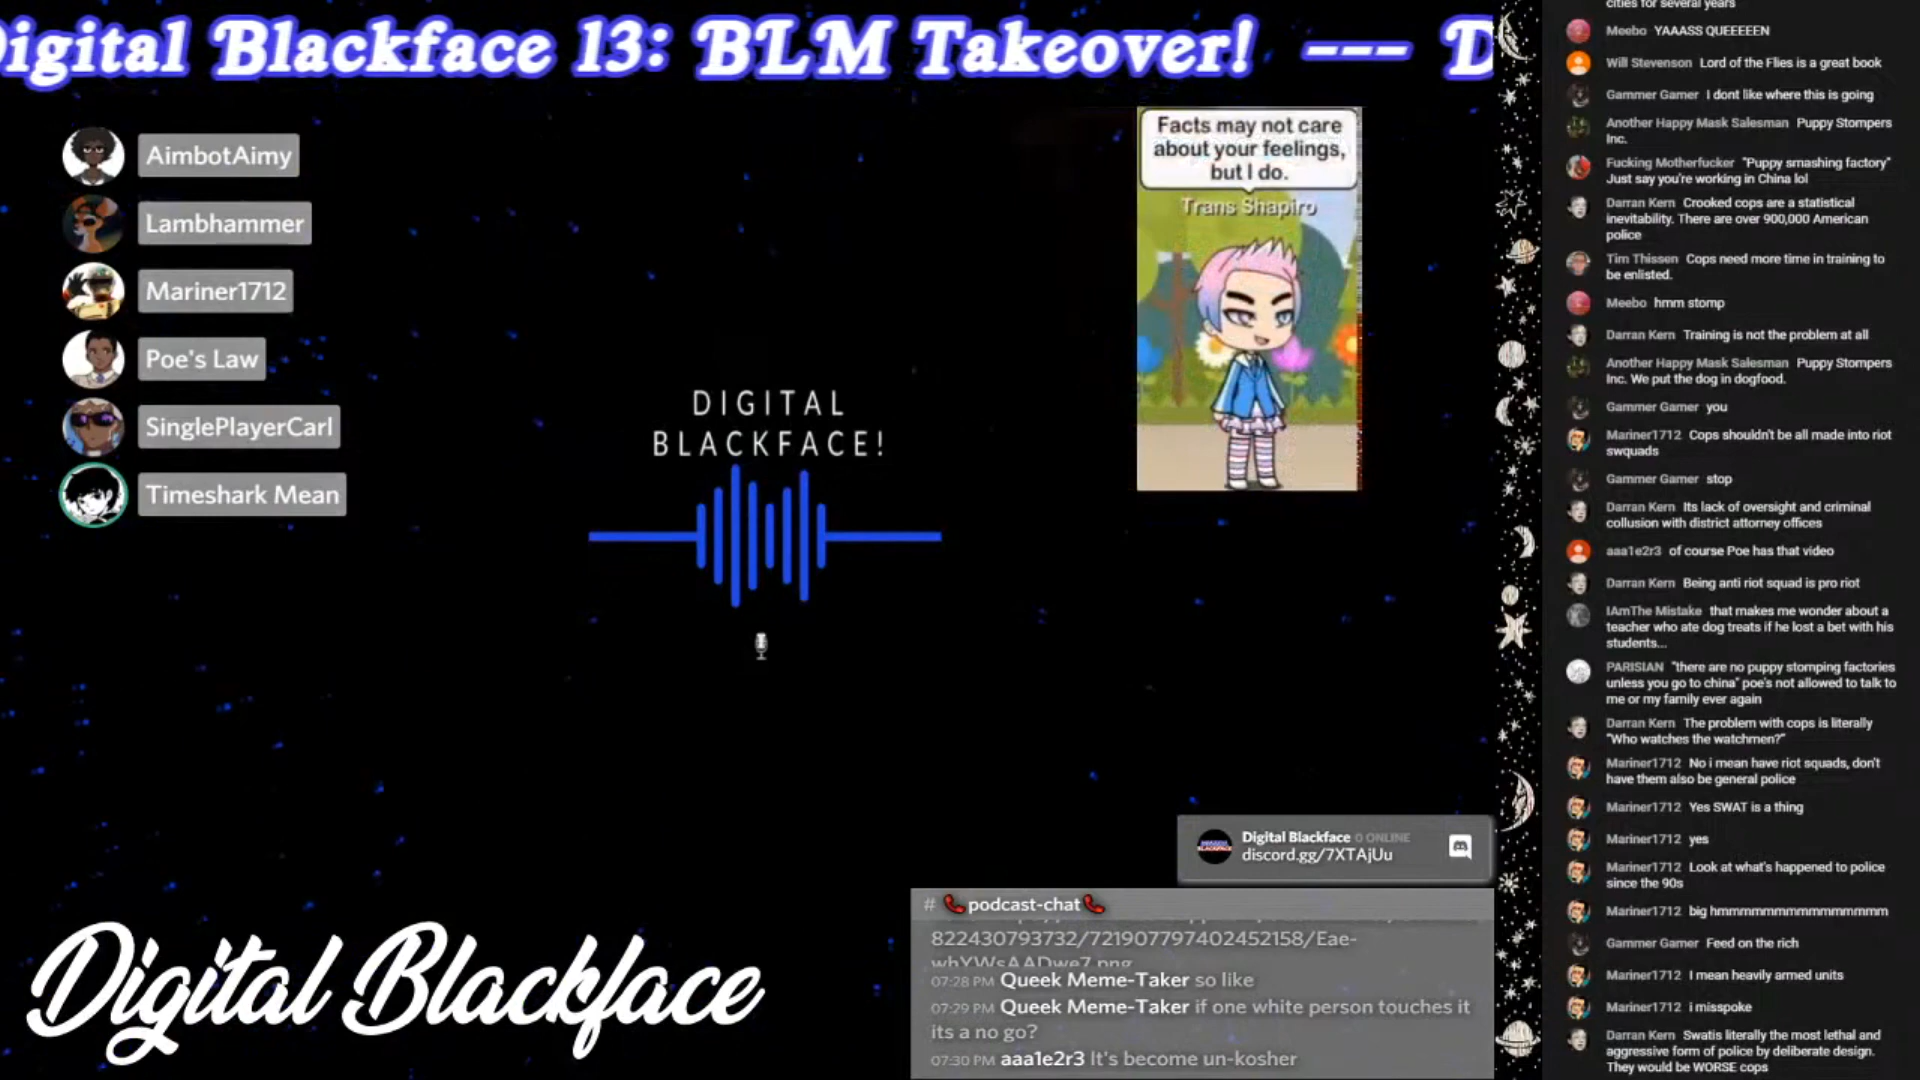 Digital Blackface 13: BLM Takeover! --- D
AimbotAimy
Lambhammer
Mariner1712
Poe's Law
SinglePlayerCarl
Timeshark Mean
DIGITAL
BLACKFACE!
Facts may not care
about your feelings,
but I do.
Trans Shapiro
Digital Blackface 0 ONLINE
discord.gg/7XTAjUu
# podcast-chat
822430793732/721907797402452158/Eae-
whYWsAADwe7.png
07:28 PM Queek Meme-Taker so like
07:29 PM Queek Meme-Taker if one white person touches it
its a no go?
07:30 PM aaa1e2r3 It's become un-kosher
Digital Blackface
cities for several years
Meebo YAAASS QUEEEEEN
Will Stevenson Lord of the Flies is a great book
Gammer Gamer I dont like where this is going
Another Happy Mask Salesman Puppy Stompers
Inc.
Fucking Motherfucker "Puppy smashing factory"
Just say you're working in China lol
Darran Kern Crooked cops are a statistical
inevitability. There are over 900,000 American
police
Tim Thissen Cops need more time in training to
be enlisted.
Meebo hmm stomp
Darran Kern Training is not the problem at all
Another Happy Mask Salesman Puppy Stompers
Inc. We put the dog in dogfood.
Gammer Gamer you
Mariner1712 Cops shouldn't be all made into riot
swquads
Gammer Gamer stop
Darran Kern Its lack of oversight and criminal
collusion with district attorney offices
aaa1e2r3 of course Poe has that video
Darran Kern Being anti riot squad is pro riot
IAmThe Mistake that makes me wonder about a
teacher who ate dog treats if he lost a bet with his
students...
PARISIAN "there are no puppy stomping factories
unless you go to china" poe's not allowed to talk to
me or my family ever again
Darran Kern The problem with cops is literally
"Who watches the watchmen?"
Mariner1712 No i mean have riot squads, don't
have them also be general police
Mariner1712 Yes SWAT is a thing
Mariner1712 yes
Mariner1712 Look at what's happened to police
since the 90s
Mariner1712 big hmmmmmmmmmmmmmmm
Gammer Gamer Feed on the rich
Mariner1712 I mean heavily armed units
Mariner1712 i misspoke
Darran Kern Swatis literally the most lethal and
aggressive form of police by deliberate design.
They would be WORSE cops